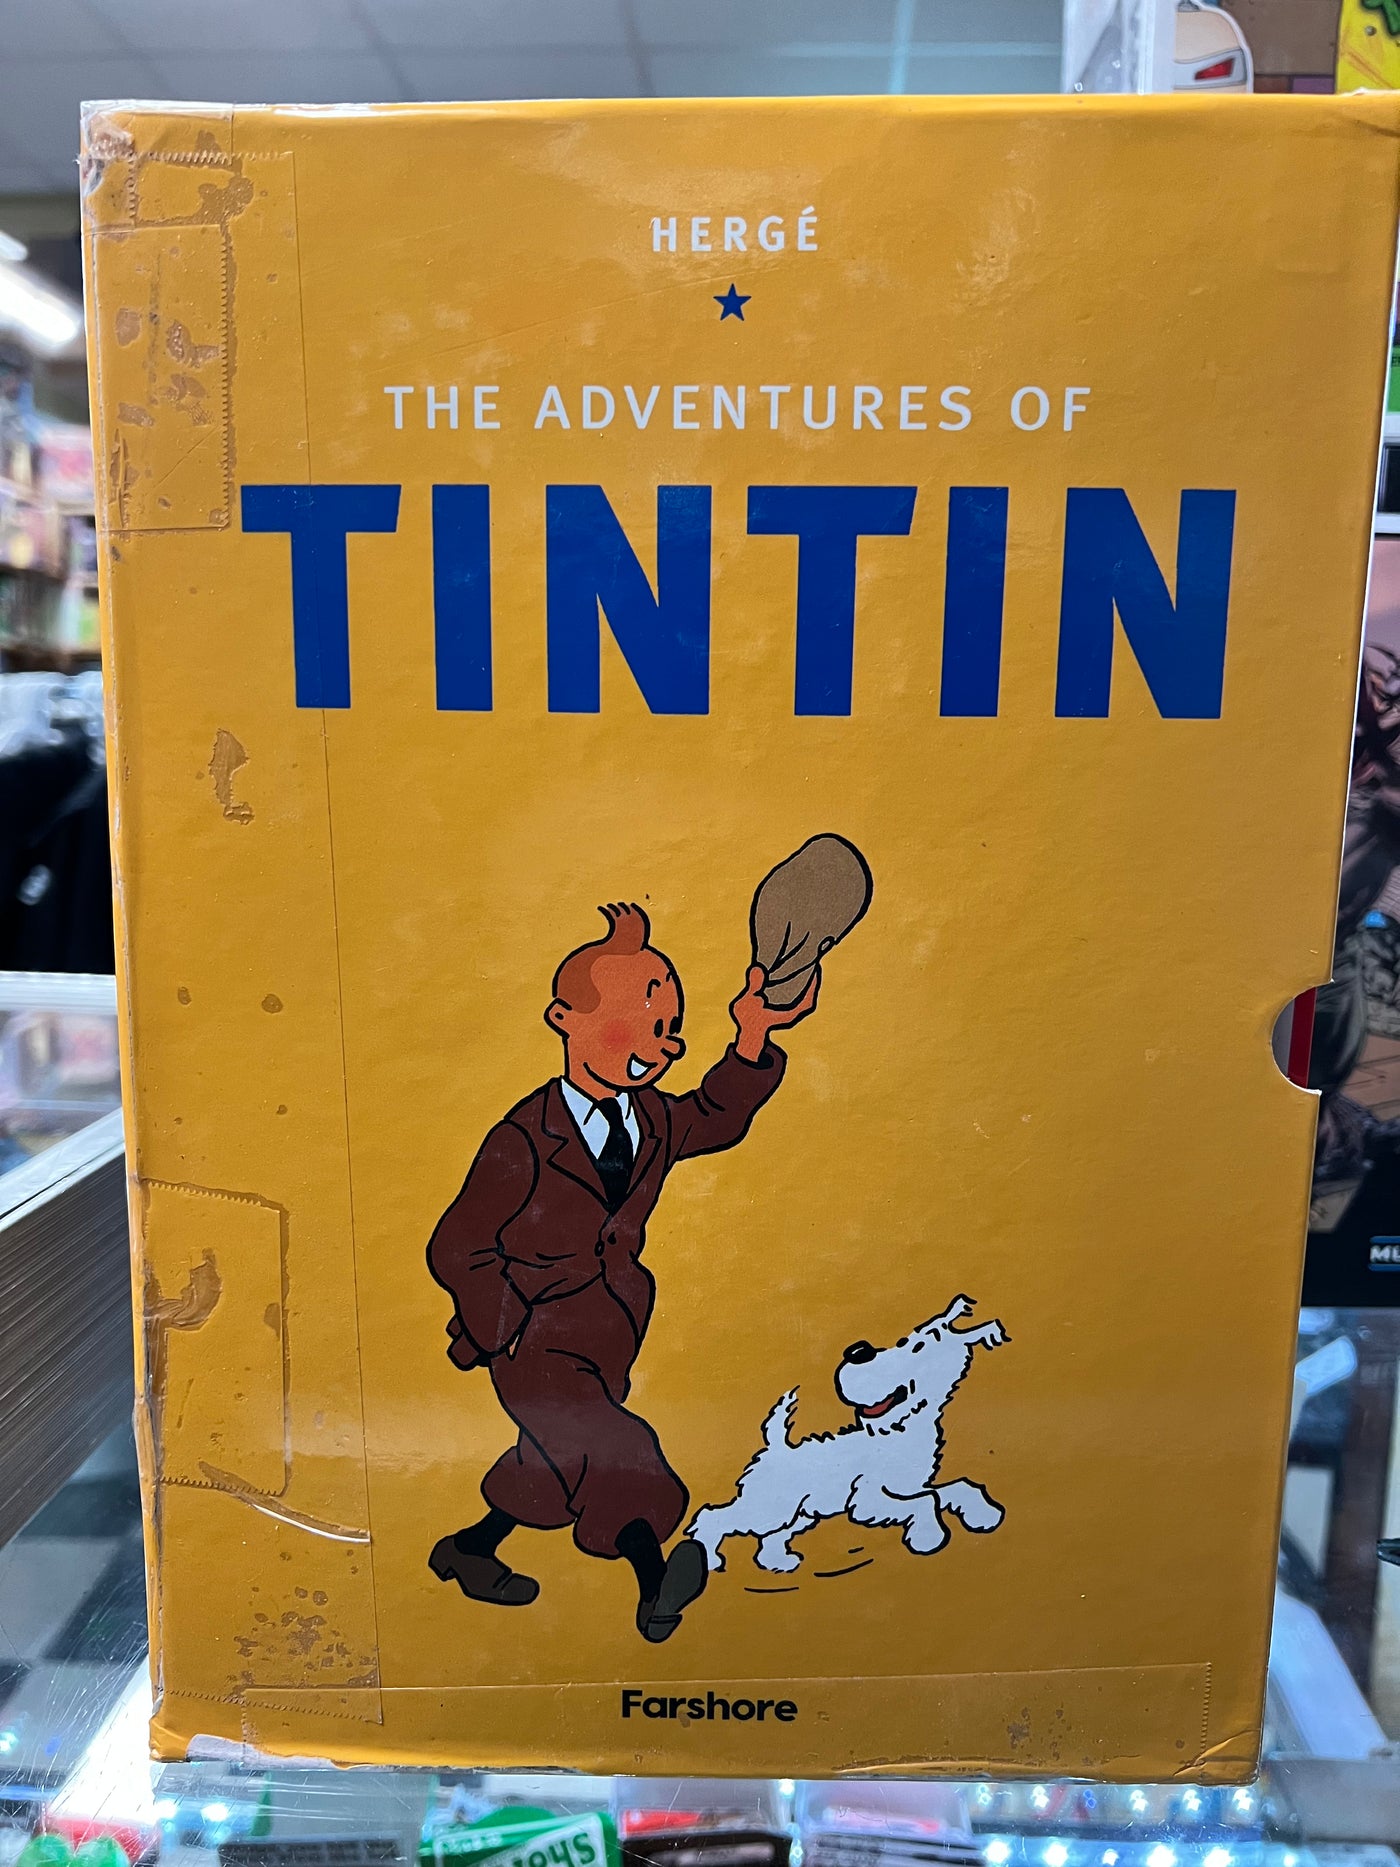 HERGÉ
THE ADVENTURES OF
TINTIN
Farshore